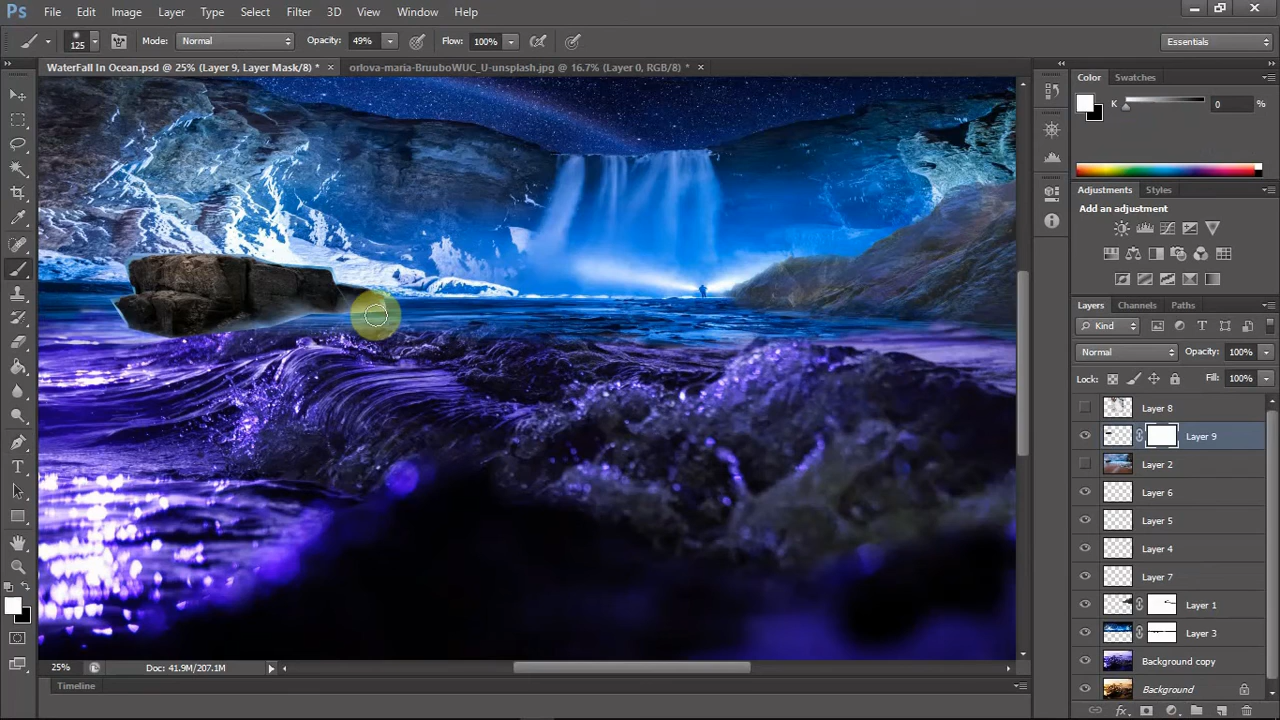 Ps File Edit Image Layer Type Select Filter 3D View Window Help
125 Mode: Normal Opacity: 49% Flow: 100% Essentials
WaterFall In Ocean.psd @ 25% (Layer 9, Layer Mask/8) * × orlova-maria-BruuboWUC_U-unsplash.jpg @ 16.7% (Layer 0, RGB/8) * ×
Color Swatches
K 0 %
Adjustments Styles
Add an adjustment
Layers Channels Paths
Kind
Normal Opacity: 100%
Lock: Fill: 100%
Layer 8
Layer 9
Layer 2
Layer 6
Layer 5
Layer 4
Layer 7
Layer 1
Layer 3
Background copy
Background
25% Doc: 41.9M/207.1M
Timeline